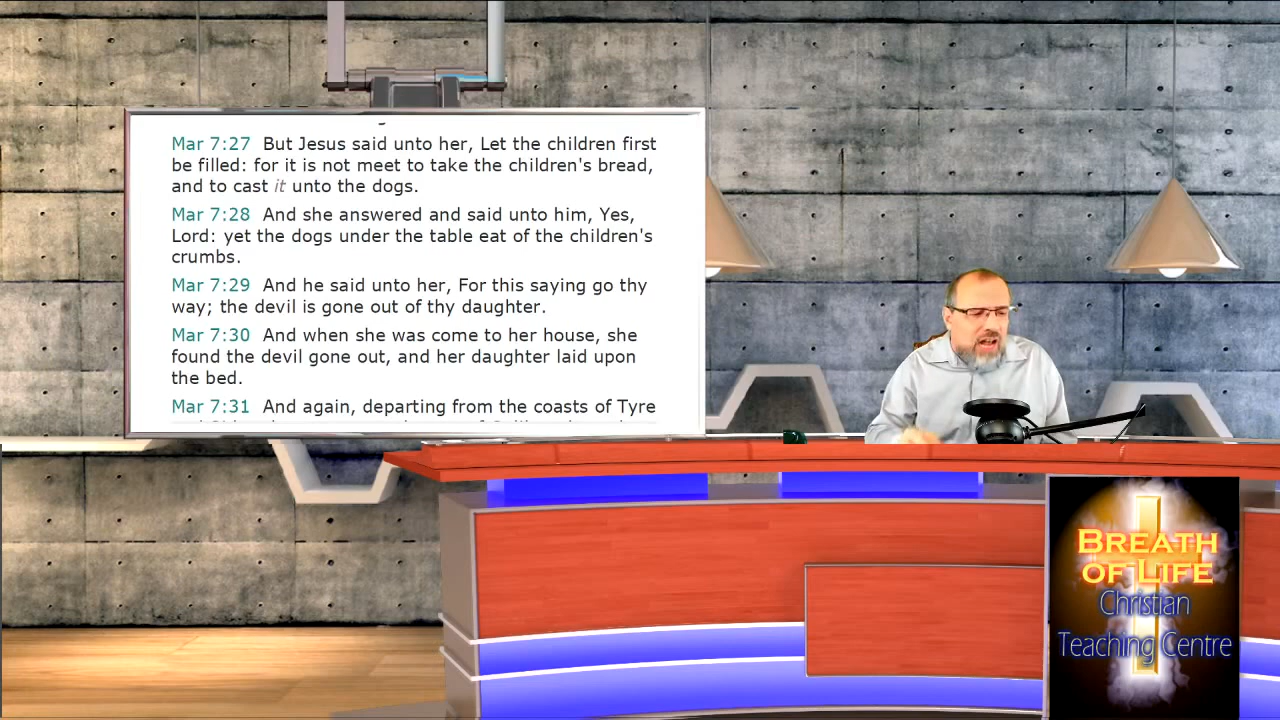 Mar 7:27 But Jesus said unto her, Let the children first
be filled: for it is not meet to take the children's bread,
and to cast it unto the dogs.
Mar 7:28 And she answered and said unto him, Yes,
Lord: yet the dogs under the table eat of the children's
crumbs.
Mar 7:29 And he said unto her, For this saying go thy
way; the devil is gone out of thy daughter.
Mar 7:30 And when she was come to her house, she
found the devil gone out, and her daughter laid upon
the bed.
Mar 7:31 And again, departing from the coasts of Tyre
BREATH
OF LIFE
Christian
Teaching Centre